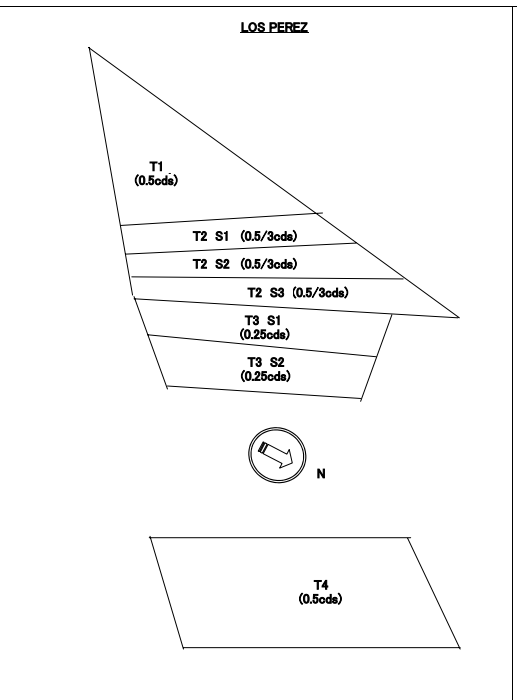 LOS PEREZ
T1
(0.5cds)
T2 S1 (0.5/3cds)
T2 S2 (0.5/3cds)
T2 S3 (0.5/3cds)
T3 S1
(0.25cds)
T3 S2
(0.25cds)
N
T4
(0.5cds)